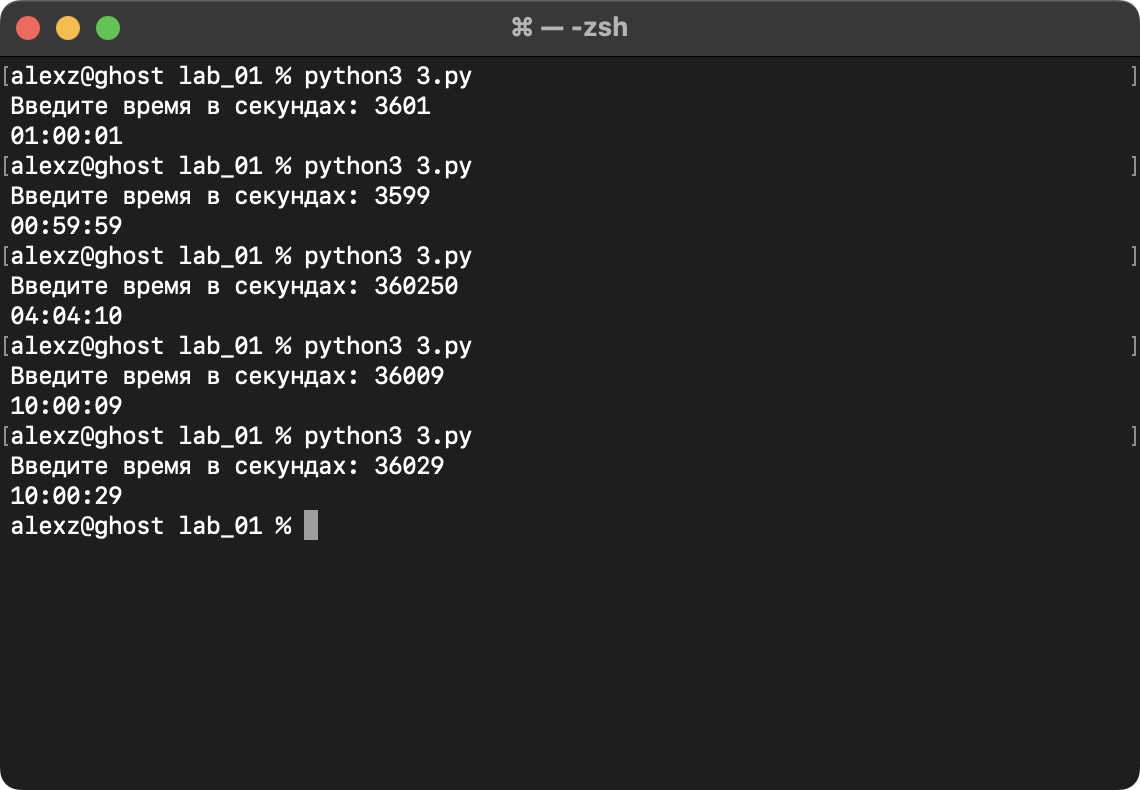 ⌘ — -zsh
[alexz@ghost lab_01 % python3 3.py ]
Введите время в секундах: 3601
01:00:01
[alexz@ghost lab_01 % python3 3.py ]
Введите время в секундах: 3599
00:59:59
[alexz@ghost lab_01 % python3 3.py ]
Введите время в секундах: 360250
04:04:10
[alexz@ghost lab_01 % python3 3.py ]
Введите время в секундах: 36009
10:00:09
[alexz@ghost lab_01 % python3 3.py ]
Введите время в секундах: 36029
10:00:29
alexz@ghost lab_01 %